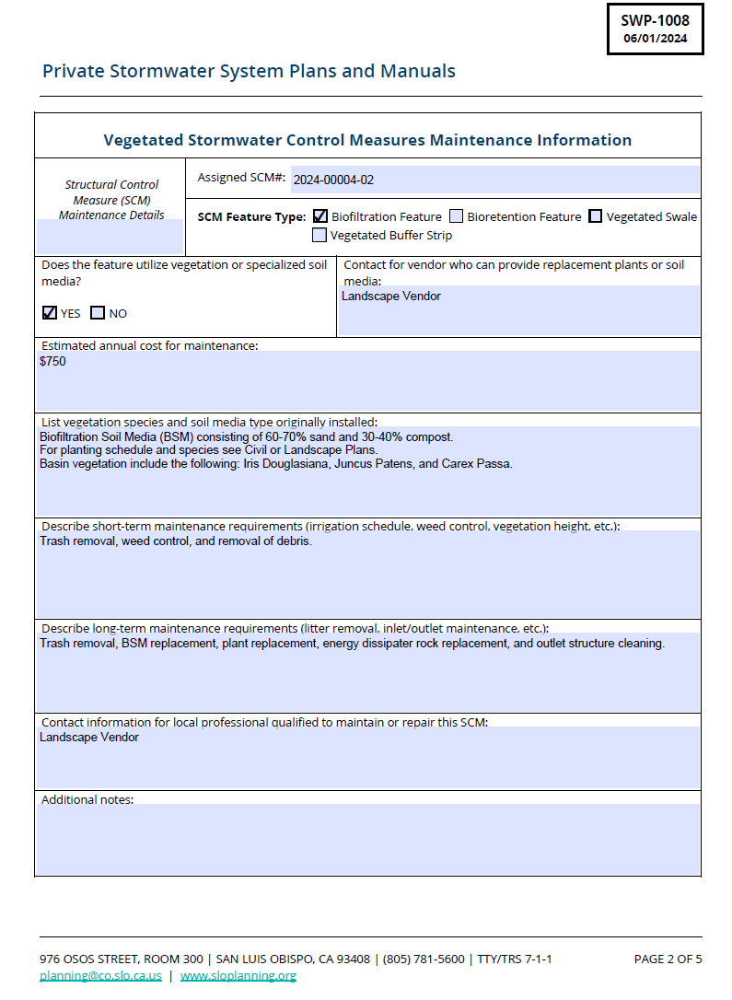 SWP-1008
06/01/2024
Private Stormwater System Plans and Manuals
Vegetated Stormwater Control Measures Maintenance Information
Structural Control
Measure (SCM)
Maintenance Details
Assigned SCM#: 2024-00004-02
SCM Feature Type: Biofiltration Feature Bioretention Feature Vegetated Swale
Vegetated Buffer Strip
Does the feature utilize vegetation or specialized soil
media?
YES NO
Contact for vendor who can provide replacement plants or soil
media:
Landscape Vendor
Estimated annual cost for maintenance:
$750
List vegetation species and soil media type originally installed:
Biofiltration Soil Media (BSM) consisting of 60-70% sand and 30-40% compost.
For planting schedule and species see Civil or Landscape Plans.
Basin vegetation include the following: Iris Douglasiana, Juncus Patens, and Carex Passa.
Describe short-term maintenance requirements (irrigation schedule, weed control, vegetation height, etc.):
Trash removal, weed control, and removal of debris.
Describe long-term maintenance requirements (litter removal, inlet/outlet maintenance, etc.):
Trash removal, BSM replacement, plant replacement, energy dissipater rock replacement, and outlet structure cleaning.
Contact information for local professional qualified to maintain or repair this SCM:
Landscape Vendor
Additional notes:
976 OSOS STREET, ROOM 300 | SAN LUIS OBISPO, CA 93408 | (805) 781-5600 | TTY/TRS 7-1-1 PAGE 2 OF 5
planning@co.slo.ca.us | www.sloplanning.org